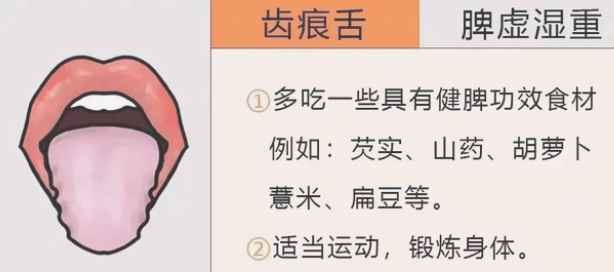 齿痕舌
脾虚湿重
①多吃一些具有健脾功效食材
例如：芡实、山药、胡萝卜
薏米、扁豆等。
②适当运动，锻炼身体。